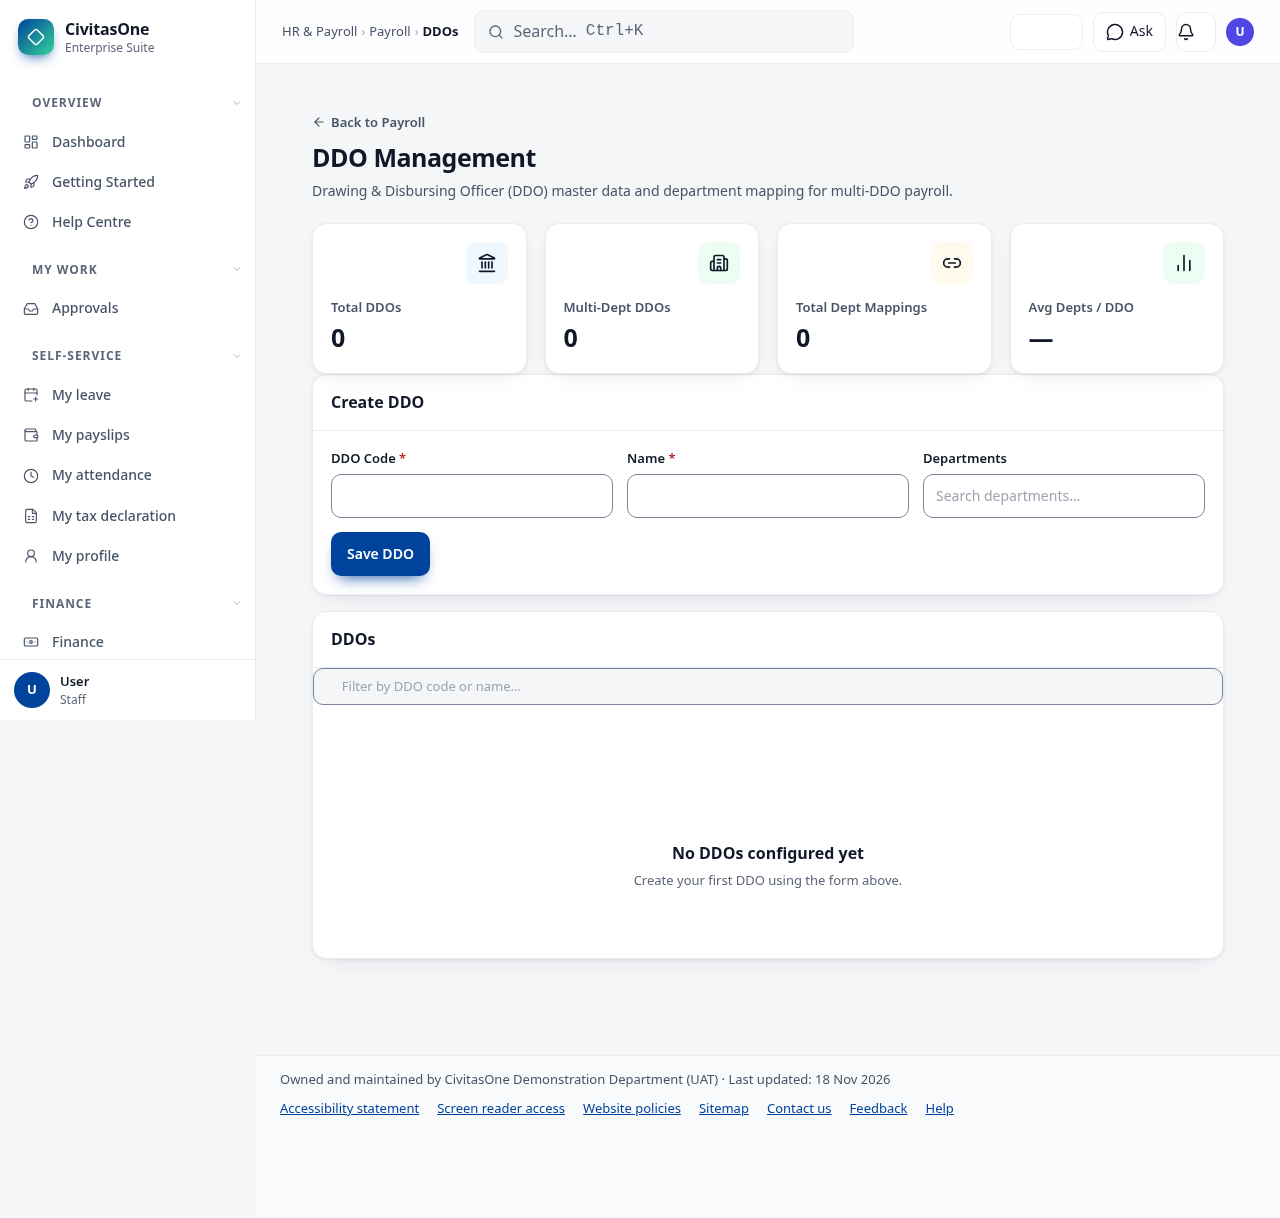 CivitasOne
Enterprise Suite
OVERVIEW
Dashboard
Getting Started
Help Centre
MY WORK
Approvals
SELF-SERVICE
My leave
My payslips
My attendance
My tax declaration
My profile
FINANCE
Finance
U
User
Staff
HR & Payroll › Payroll › DDOs
Search... Ctrl+K
Ask
U
Back to Payroll
DDO Management
Drawing & Disbursing Officer (DDO) master data and department mapping for multi-DDO payroll.
Total DDOs
0
Multi-Dept DDOs
0
Total Dept Mappings
0
Avg Depts / DDO
—
Create DDO
DDO Code *
Name *
Departments
Search departments...
Save DDO
DDOs
Filter by DDO code or name...
No DDOs configured yet
Create your first DDO using the form above.
Owned and maintained by CivitasOne Demonstration Department (UAT) · Last updated: 18 Nov 2026
Accessibility statement Screen reader access Website policies Sitemap Contact us Feedback Help